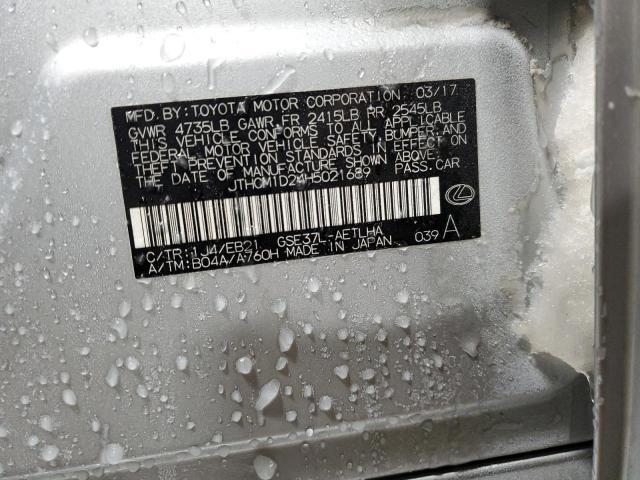 MFD.BY:TOYOTA MOTOR CORPORATION 03/17
GVWR 4735LB GAWR FR 2415LB RR 2545LB
THIS VEHICLE CONFORMS TO ALL APPLICABLE
FEDERAL MOTOR VEHICLE SAFETY, BUMPER, AND
THEFT PREVENTION STANDARDS IN EFFECT ON
THE DATE OF MANUFACTURE SHOWN ABOVE.
JTHCM1D24H5021689 PASS.CAR
C/TR:1J4/EB21 GSE37L-AETLHA
A/TM:B04A/A760H MADE IN JAPAN 039 A